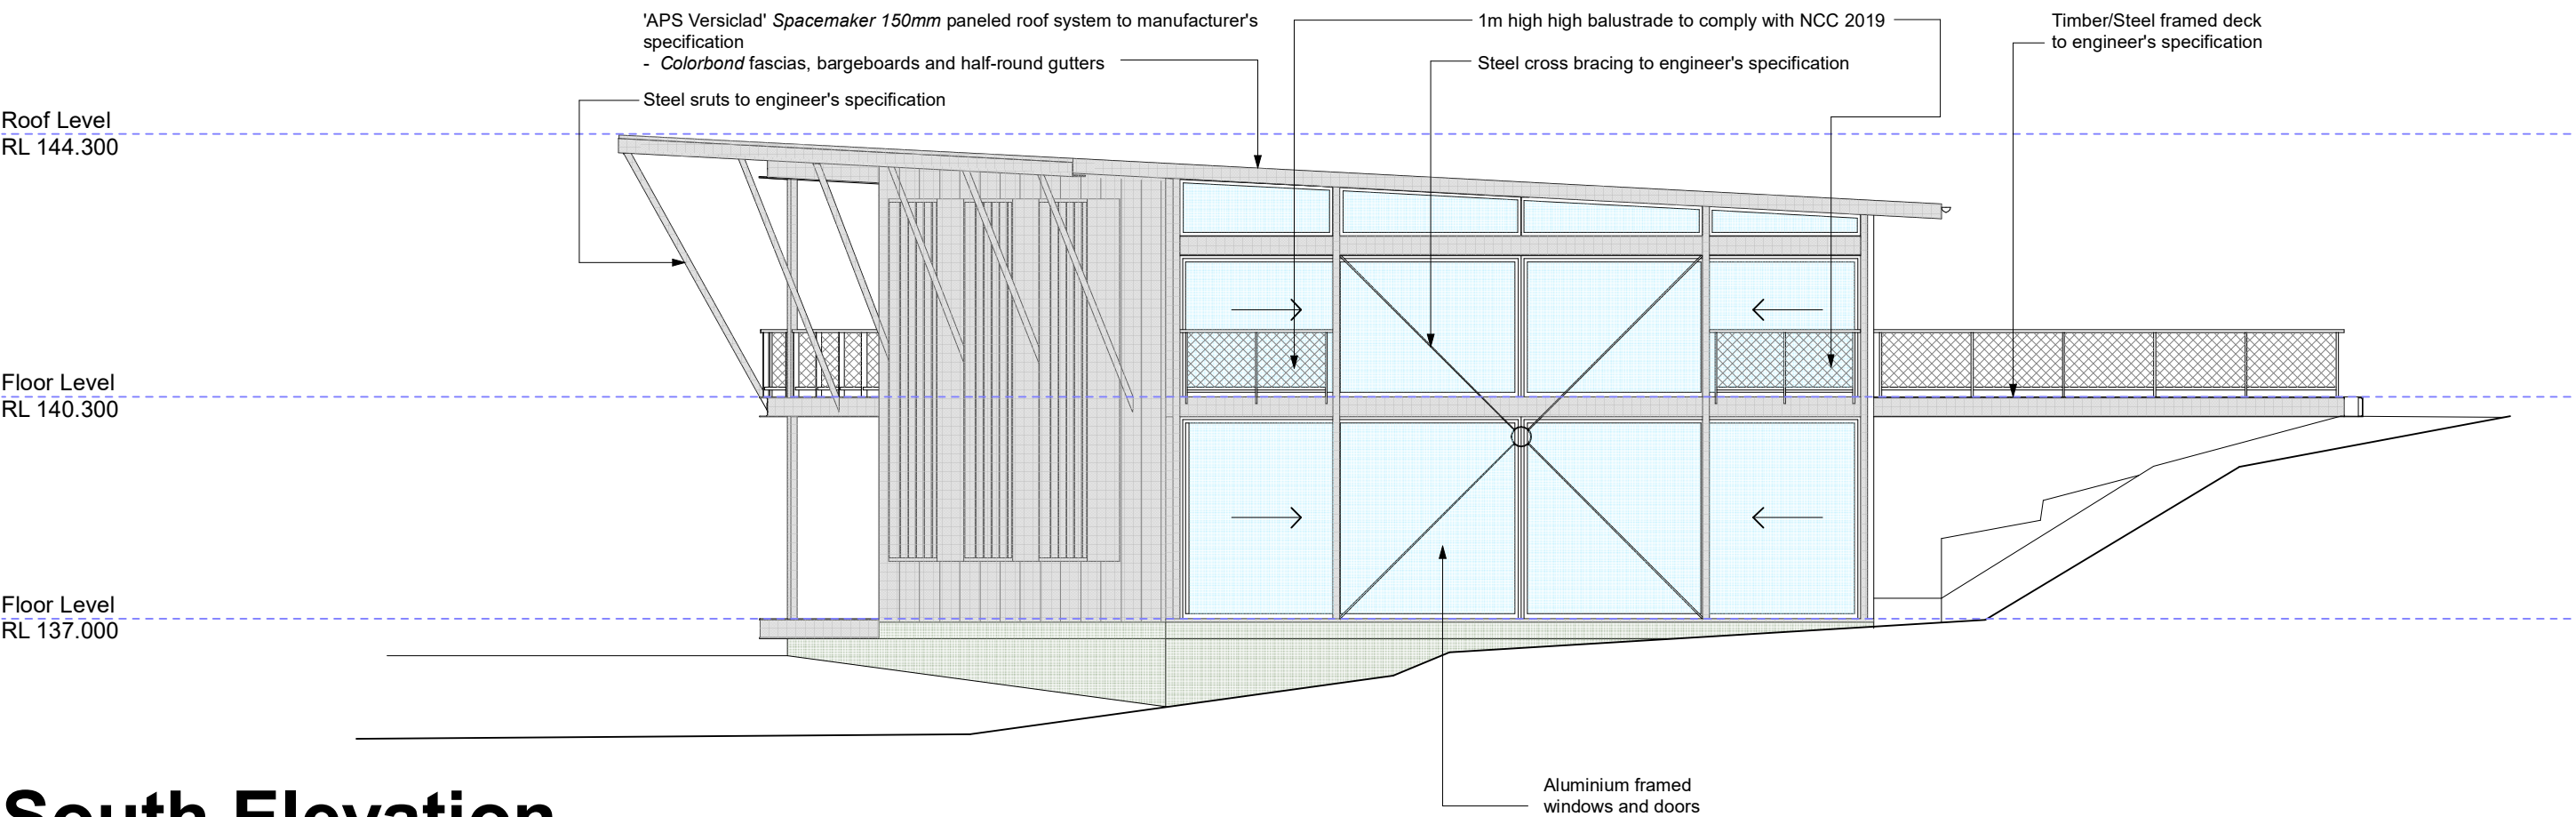 'APS Versiclad' Spacemaker 150mm paneled roof system to manufacturer's
specification
- Colorbond fascias, bargeboards and half-round gutters
Steel sruts to engineer's specification
1m high high balustrade to comply with NCC 2019
Steel cross bracing to engineer's specification
Timber/Steel framed deck
to engineer's specification
Roof Level
RL 144.300
Floor Level
RL 140.300
Floor Level
RL 137.000
Aluminium framed
windows and doors
South Elevation